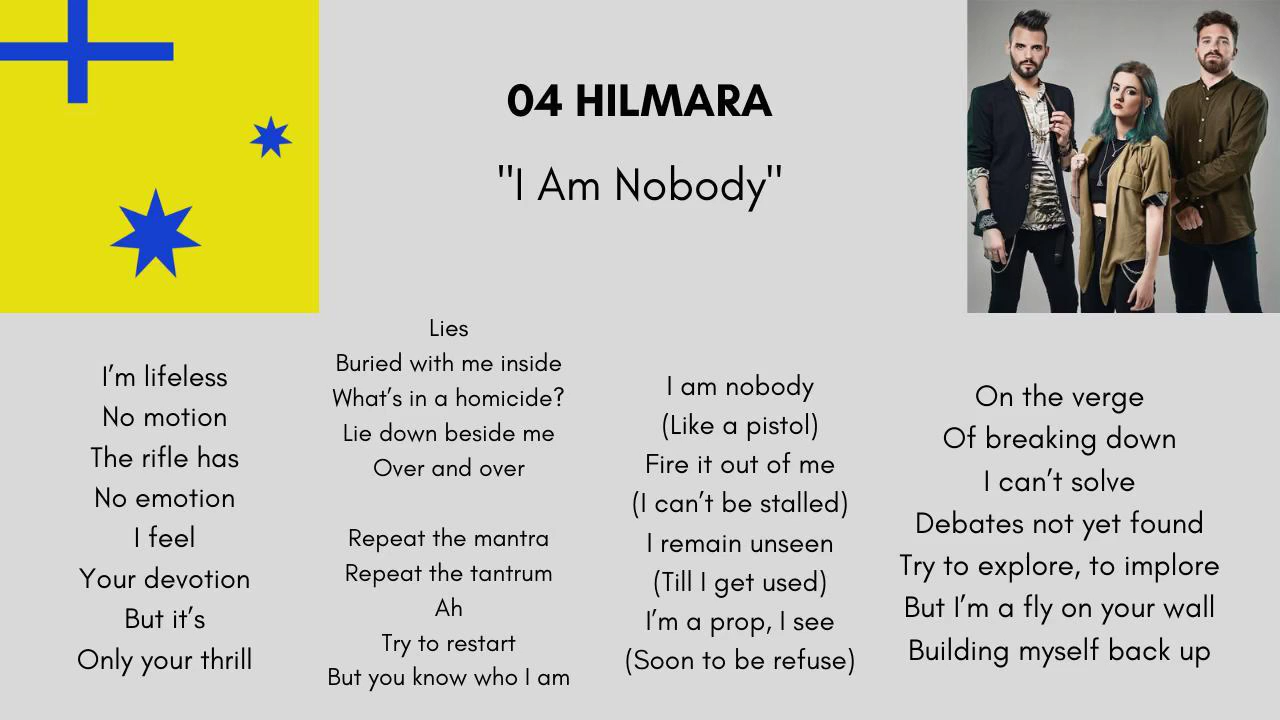 04 HILMARA
"I Am Nobody"
I'm lifeless
No motion
The rifle has
No emotion
I feel
Your devotion
But it's
Only your thrill
Lies
Buried with me inside
What's in a homicide?
Lie down beside me
Over and over
Repeat the mantra
Repeat the tantrum
Ah
Try to restart
But you know who I am
I am nobody
(Like a pistol)
Fire it out of me
(I can't be stalled)
I remain unseen
(Till I get used)
I'm a prop, I see
(Soon to be refuse)
On the verge
Of breaking down
I can't solve
Debates not yet found
Try to explore, to implore
But I'm a fly on your wall
Building myself back up